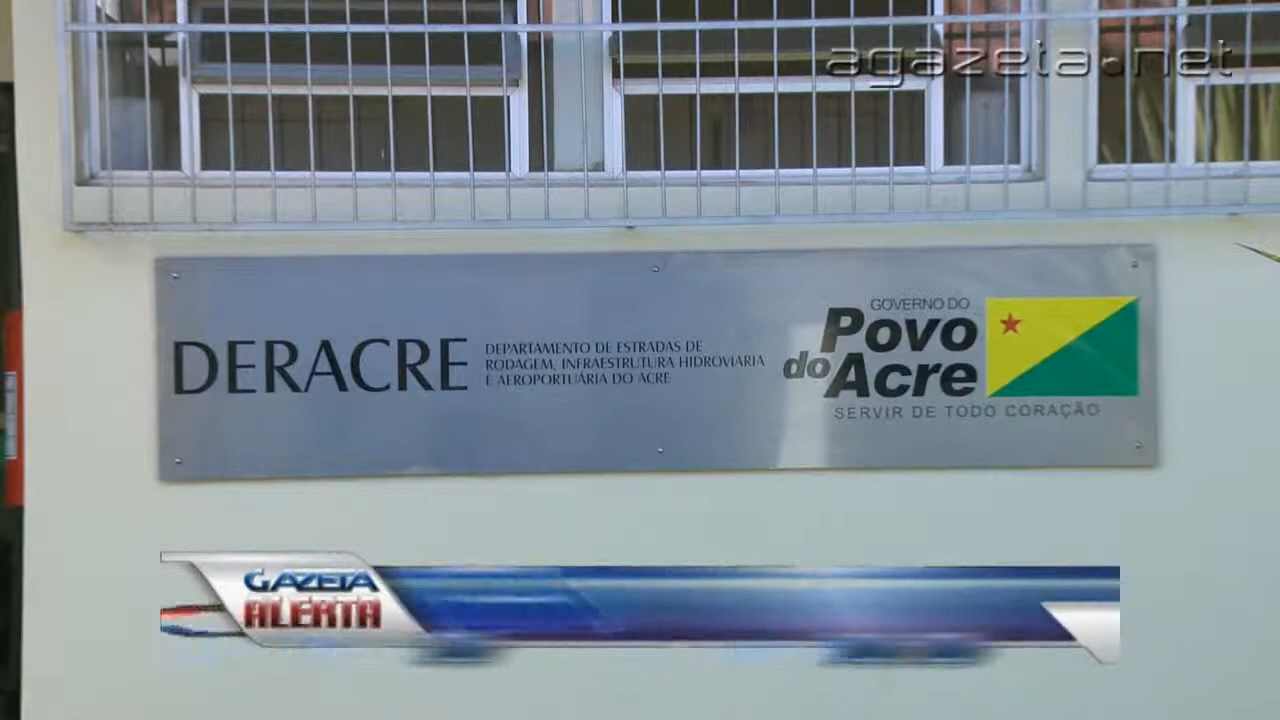 agazeta.net
DERACRE
DEPARTAMENTO DE ESTRADAS DE
RODAGEM, INFRAESTRUTURA HIDROVIÁRIA
E AEROPORTUÁRIA DO ACRE
GOVERNO DO
Povo
do Acre
SERVIR DE TODO CORAÇÃO
GAZETA
ALERTA